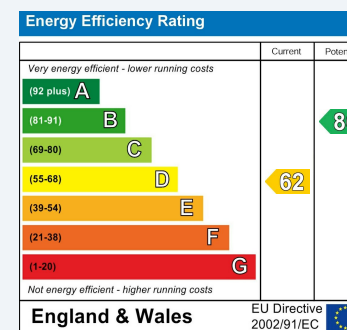 Energy Efficiency Rating
Current
Very energy efficient - lower running costs
(92 plus) A
(81-91) B
(69-80) C
(55-68) D
62
(39-54) E
(21-38) F
(1-20) G
Not energy efficient - higher running costs
England & Wales
EU Directive
2002/91/EC